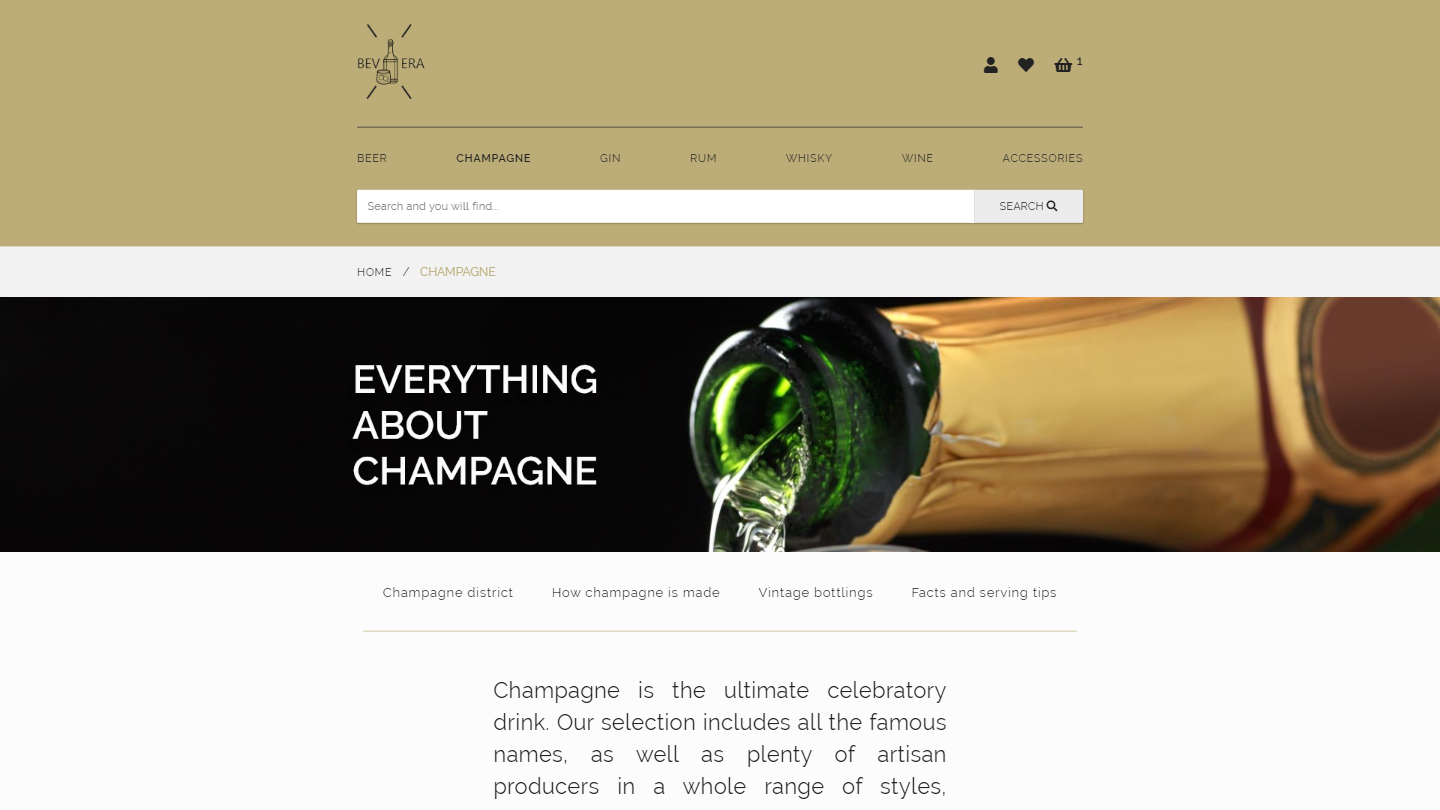 BEV ERA
1
BEER CHAMPAGNE GIN RUM WHISKY WINE ACCESSORIES
Search and you will find...
SEARCH
HOME / CHAMPAGNE
EVERYTHING
ABOUT
CHAMPAGNE
Champagne district How champagne is made Vintage bottlings Facts and serving tips
Champagne is the ultimate celebratory
drink. Our selection includes all the famous
names, as well as plenty of artisan
producers in a whole range of styles,